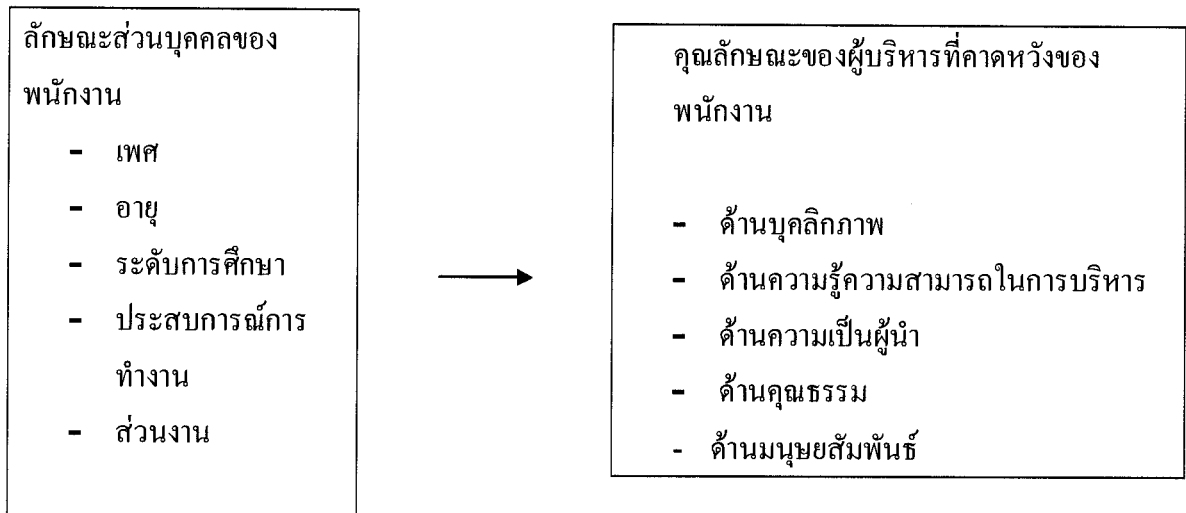 ลักษณะส่วนบุคคลของ
พนักงาน
- เพศ
- อายุ
- ระดับการศึกษา
- ประสบการณ์การ
ทำงาน
- ส่วนงาน
คุณลักษณะของผู้บริหารที่คาดหวังของ
พนักงาน
- ด้านบุคลิกภาพ
- ด้านความรู้ความสามารถในการบริหาร
- ด้านความเป็นผู้นำ
- ด้านคุณธรรม
- ด้านมนุษยสัมพันธ์